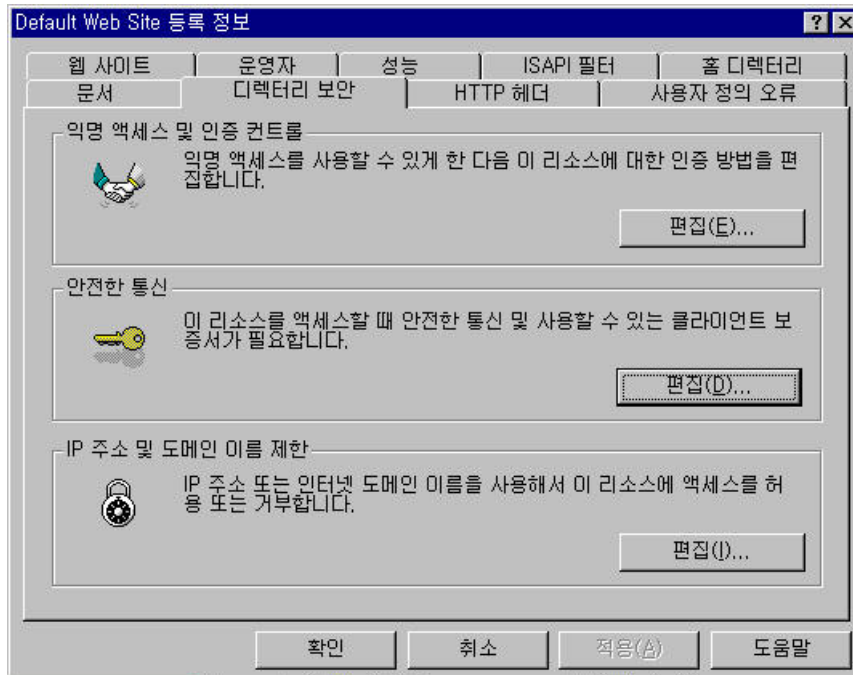 Default Web Site 등록 정보
웹 사이트 운영자 성능 ISAPI 필터 홈 디렉터리
문서 디렉터리 보안 HTTP 헤더 사용자 정의 오류
익명 액세스 및 인증 컨트롤
익명 액세스를 사용할 수 있게 한 다음 이 리소스에 대한 인증 방법을 편
집합니다.
편집(E)...
안전한 통신
이 리소스를 액세스할 때 안전한 통신 및 사용할 수 있는 클라이언트 보
증서가 필요합니다.
편집(D)...
IP 주소 및 도메인 이름 제한
IP 주소 또는 인터넷 도메인 이름을 사용해서 이 리소스에 액세스를 허
용 또는 거부합니다.
편집(I)...
확인 취소 적용(A) 도움말